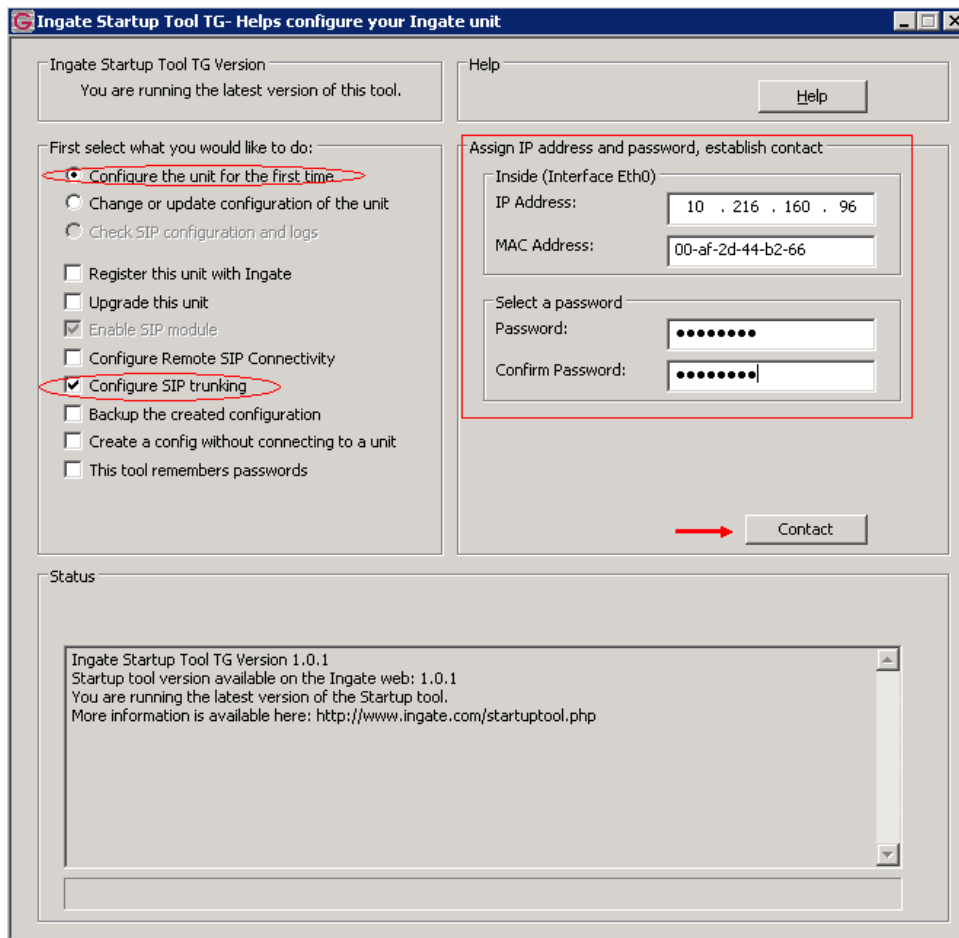 Ingate Startup Tool TG- Helps configure your Ingate unit
Ingate Startup Tool TG Version
You are running the latest version of this tool.
Help
Help
First select what you would like to do:
Configure the unit for the first time
Change or update configuration of the unit
Check SIP configuration and logs
Register this unit with Ingate
Upgrade this unit
Enable SIP module
Configure Remote SIP Connectivity
Configure SIP trunking
Backup the created configuration
Create a config without connecting to a unit
This tool remembers passwords
Assign IP address and password, establish contact
Inside (Interface Eth0)
IP Address: 10 . 216 . 160 . 96
MAC Address: 00-af-2d-44-b2-66
Select a password
Password: ●●●●●●●●
Confirm Password: ●●●●●●●●
Contact
Status
Ingate Startup Tool TG Version 1.0.1
Startup tool version available on the Ingate web: 1.0.1
You are running the latest version of the Startup tool.
More information is available here: http://www.ingate.com/startuptool.php